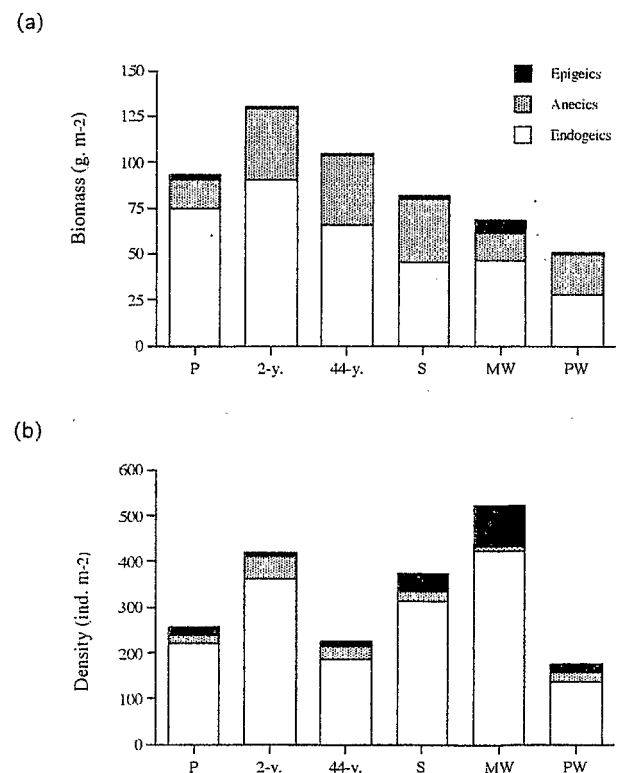 (a)
150
125
100
75
50
25
0
Biomass (g. m-2)
Epigeics
Anecics
Endogeics
P 2-y. 44-y. S MW PW
(b)
600
500
400
300
200
100
0
Density (ind. m-2)
P 2-y. 44-y. S MW PW